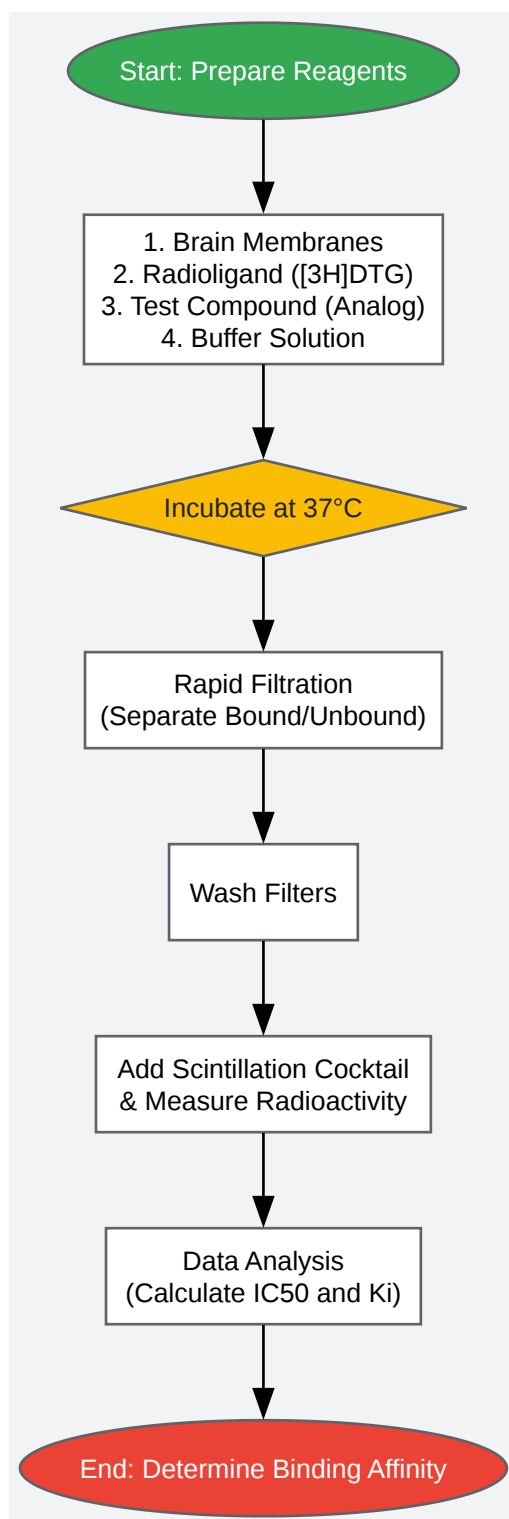 Start: Prepare Reagents
1. Brain Membranes
2. Radioligand ([3H]DTG)
3. Test Compound (Analog)
4. Buffer Solution
Incubate at 37°C
Rapid Filtration
(Separate Bound/Unbound)
Wash Filters
Add Scintillation Cocktail
& Measure Radioactivity
Data Analysis
(Calculate IC50 and Ki)
End: Determine Binding Affinity